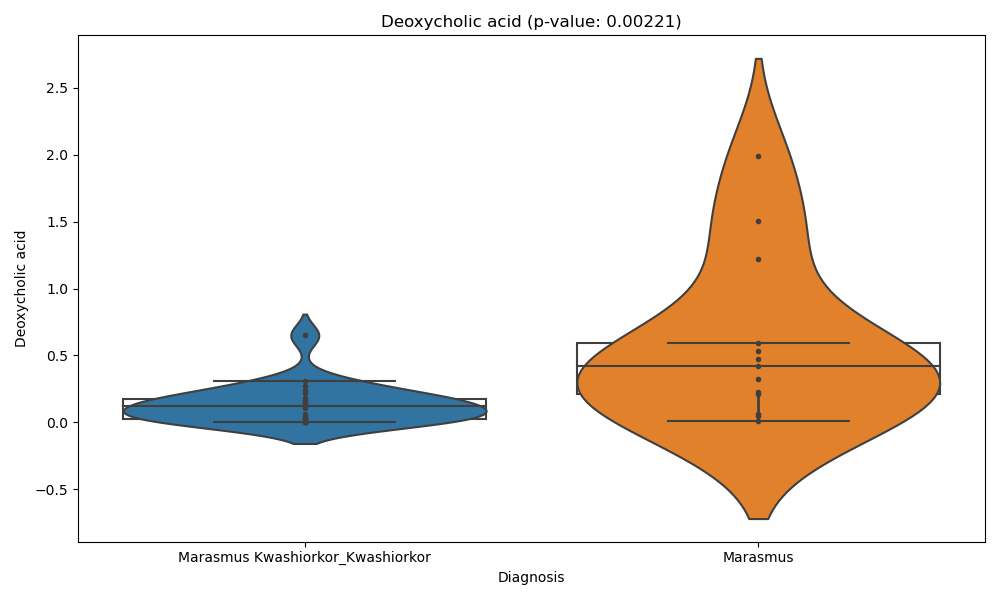 Deoxycholic acid (p-value: 0.00221)
Deoxycholic acid
2.5
2.0
1.5
1.0
0.5
0.0
−0.5
Marasmus Kwashiorkor_Kwashiorkor
Marasmus
Diagnosis